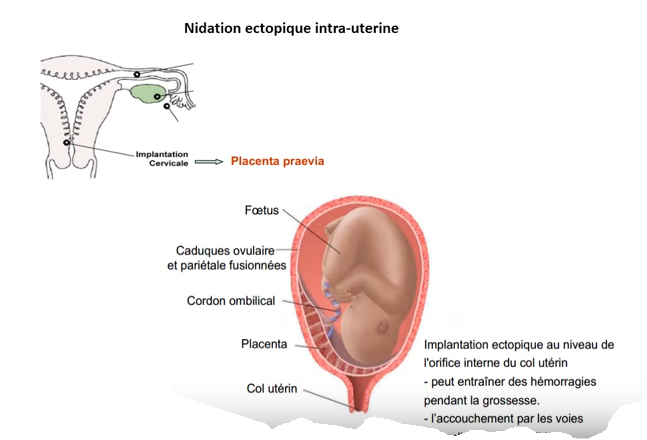 Nidation ectopique intra-uterine
Implantation
Cervicale
Placenta praevia
Fœtus
Caduques ovulaire
et pariétale fusionnées
Cordon ombilical
Placenta
Col utérin
Implantation ectopique au niveau de
l'orifice interne du col utérin
- peut entraîner des hémorragies
pendant la grossesse.
- l'accouchement par les voies